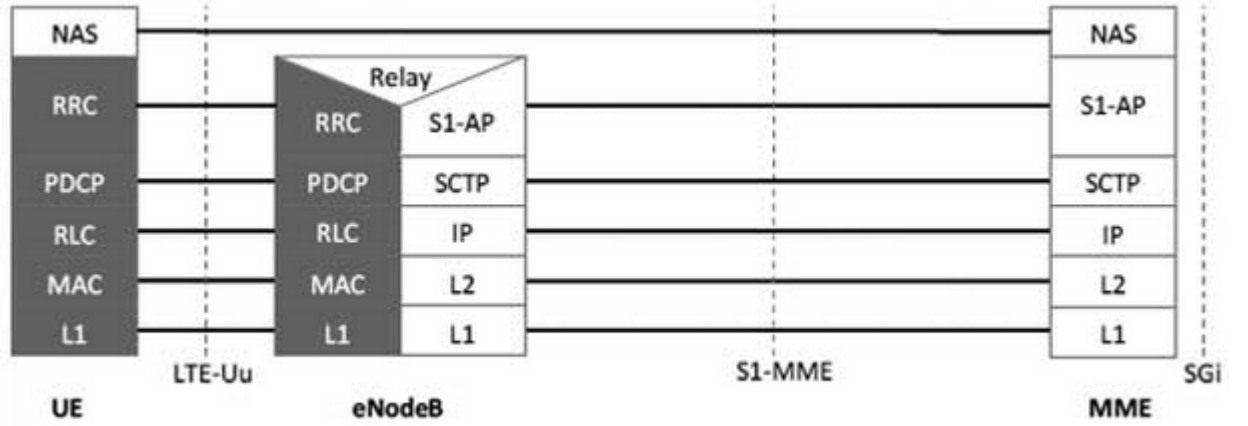 NAS NAS
Relay
RRC RRC S1-AP S1-AP
PDCP PDCP SCTP SCTP
RLC RLC IP IP
MAC MAC L2 L2
L1 L1 L1 L1
LTE-Uu S1-MME SGi
UE eNodeB MME